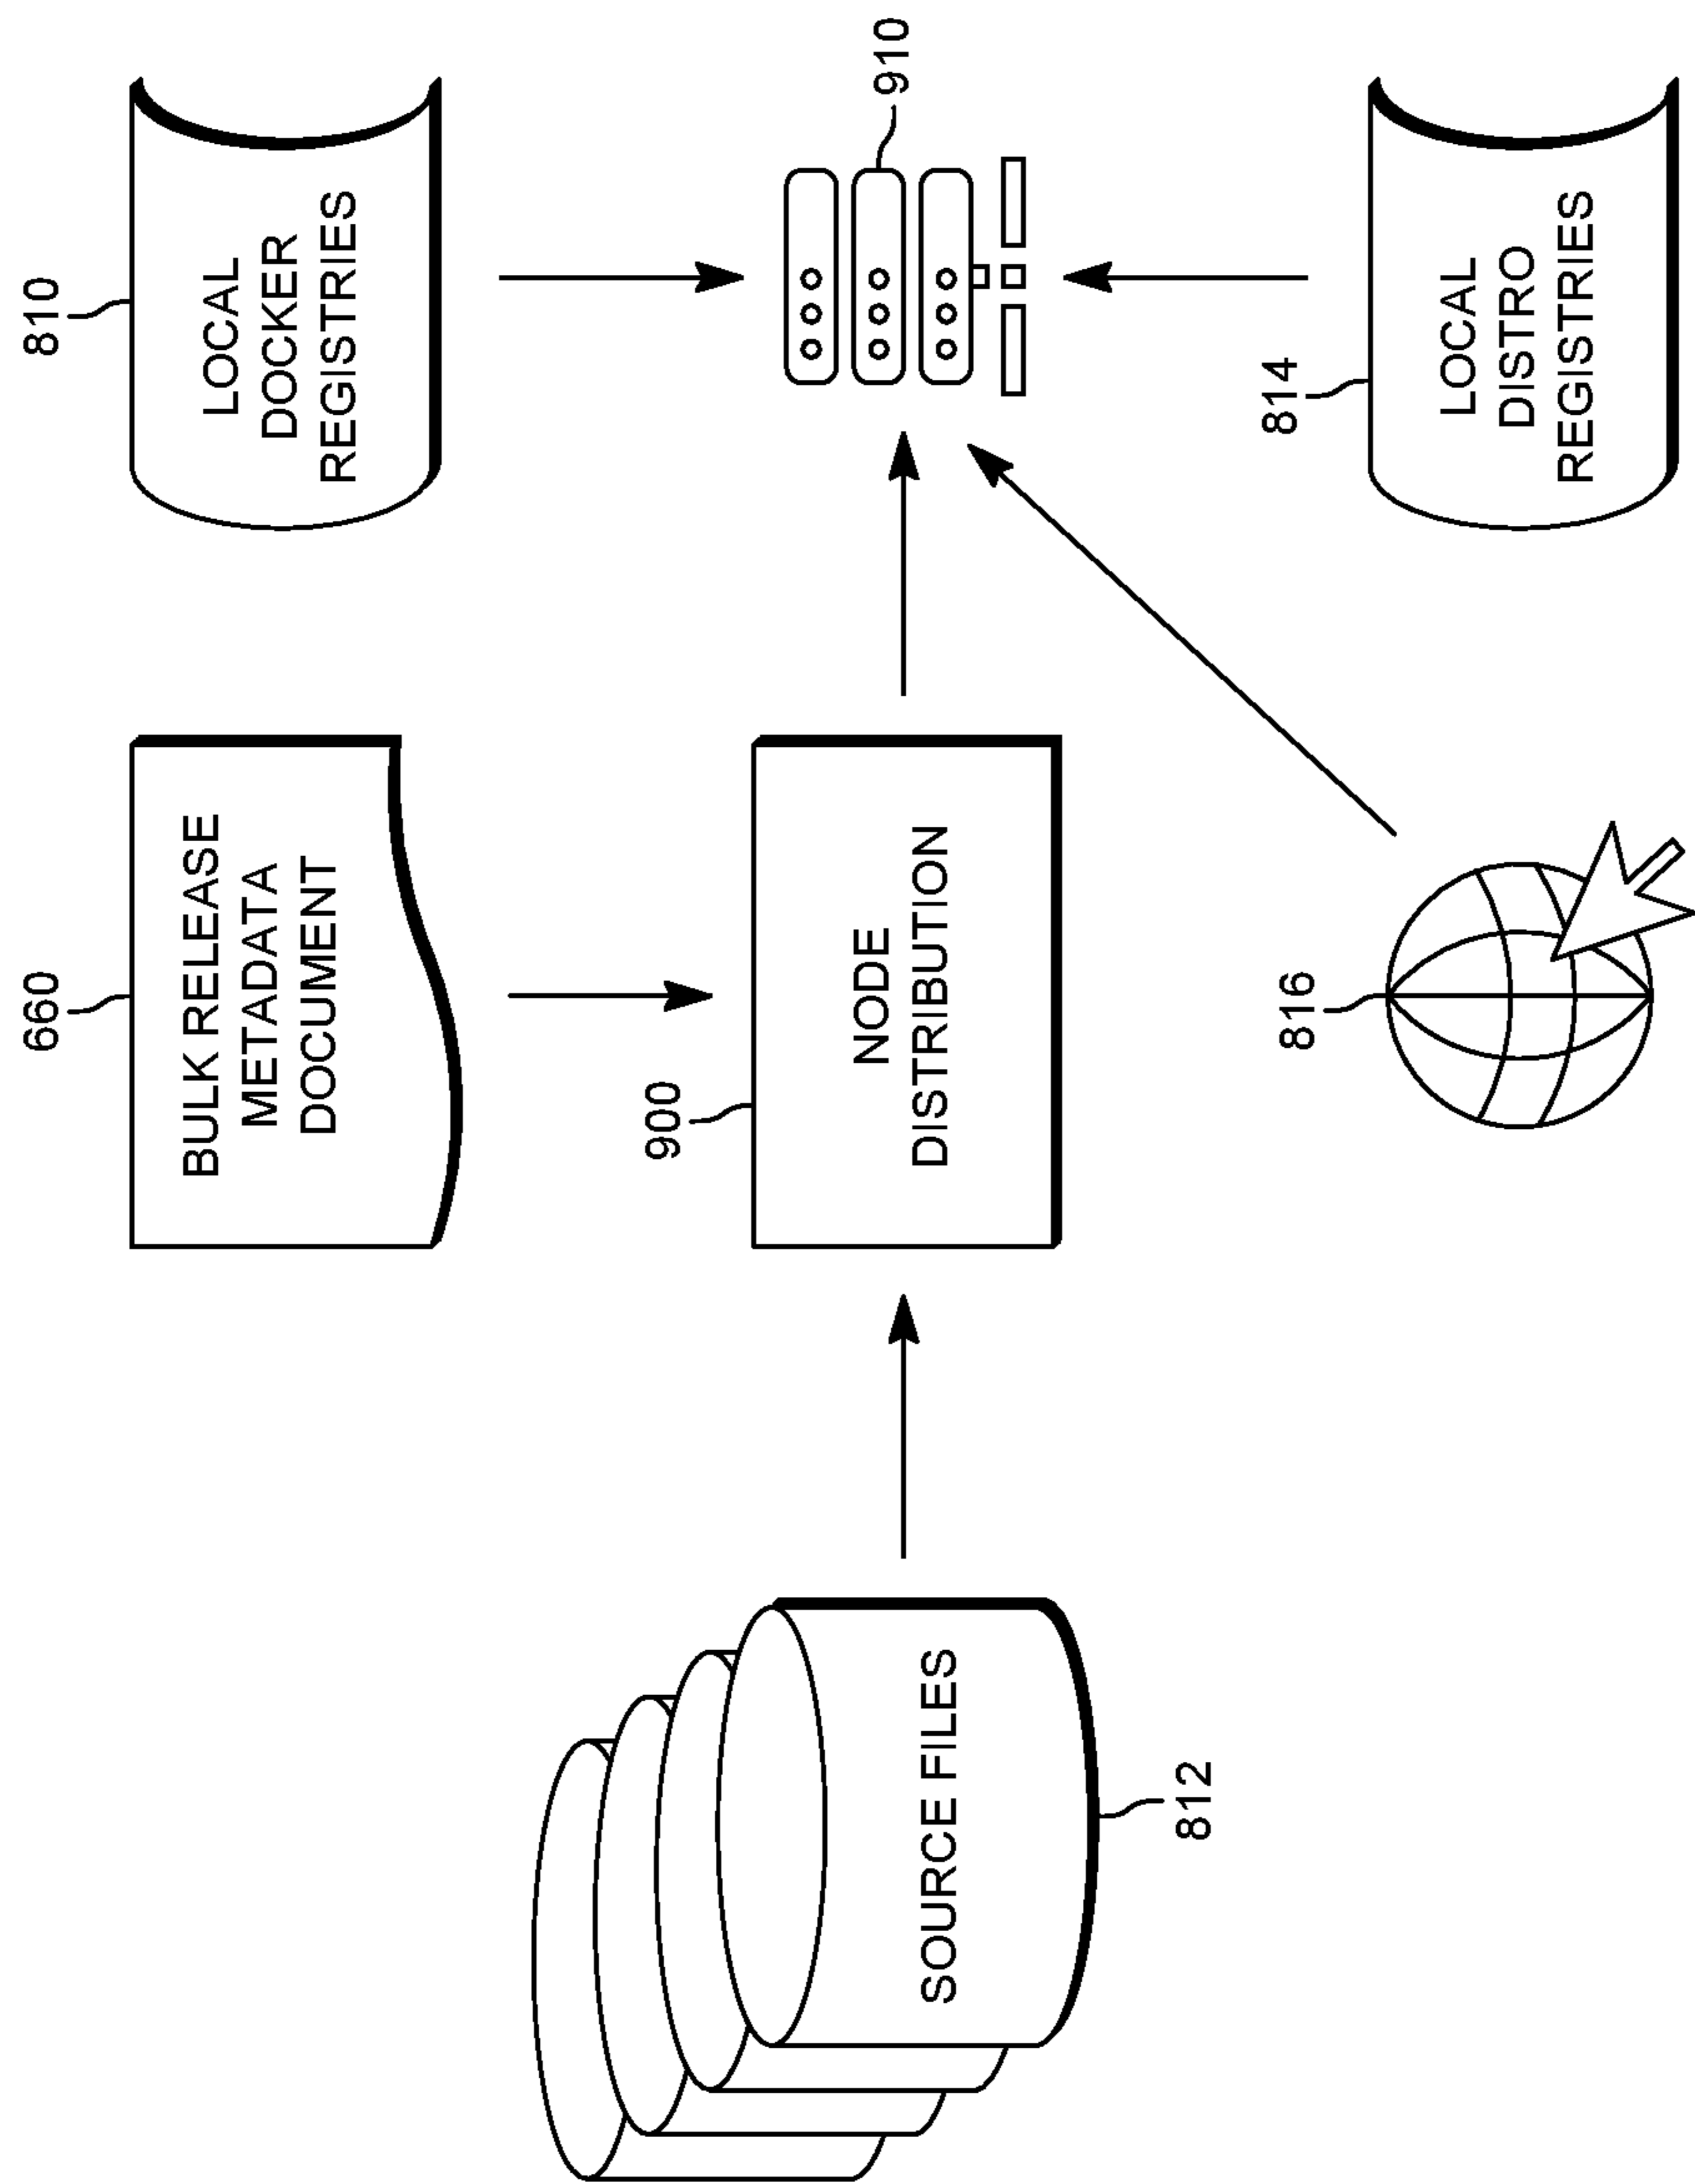 660
BULK RELEASE
METADATA
DOCUMENT
810
LOCAL
DOCKER
REGISTRIES
SOURCE FILES
812
900
NODE
DISTRIBUTION
910
816
814
LOCAL
DISTRO
REGISTRIES